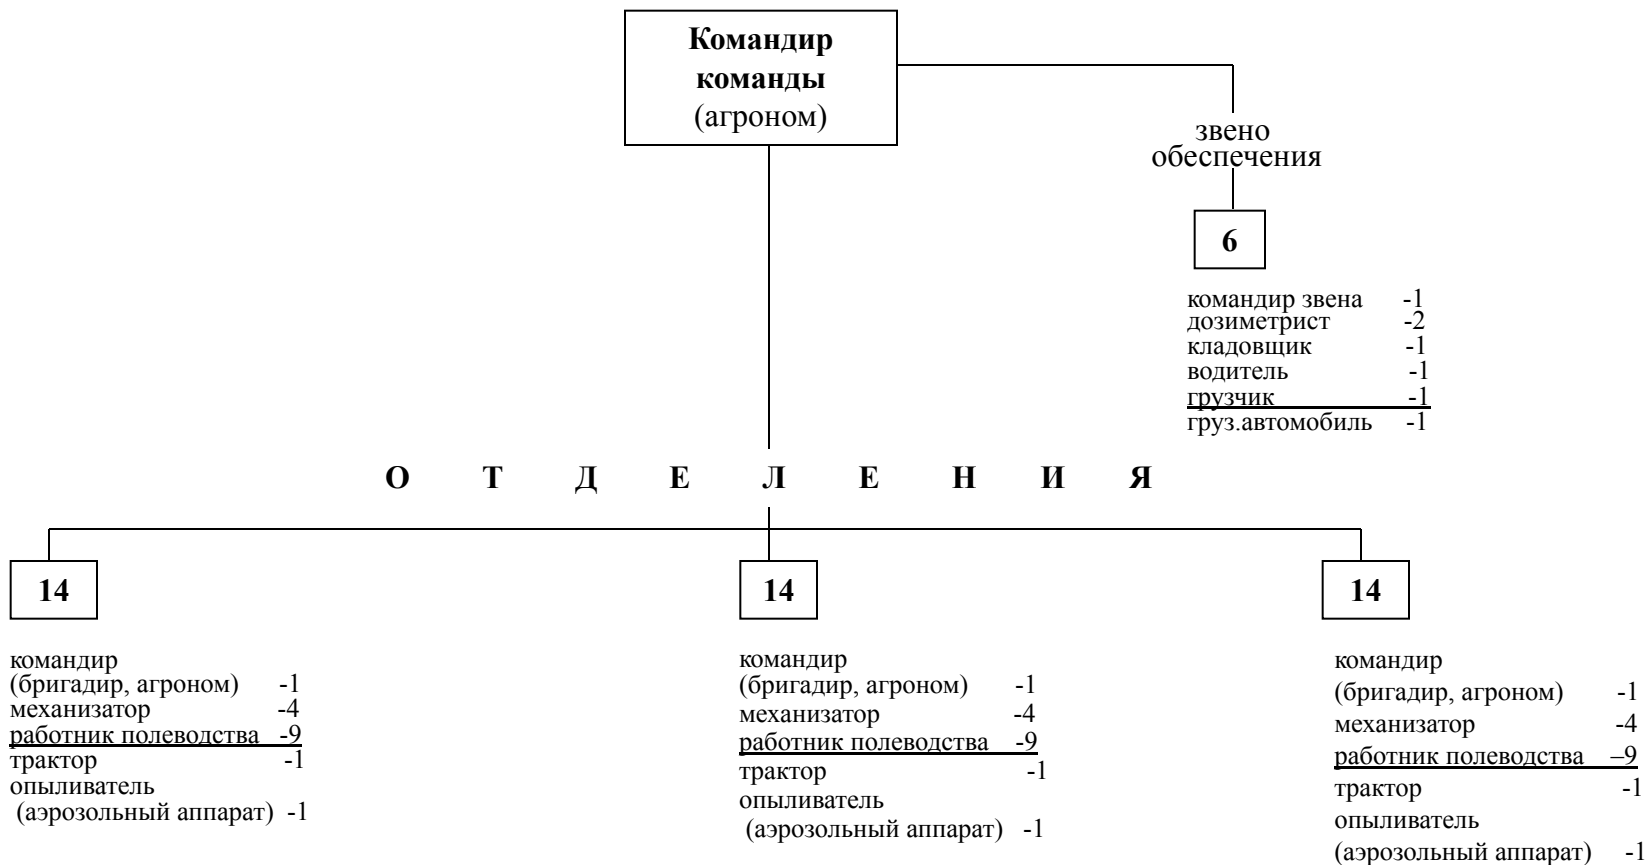 Командир
команды
(агроном)
звено
обеспечения
6
командир звена -1
дозиметрист -2
кладовщик -1
водитель -1
грузчик -1
груз.автомобиль -1
О Т Д Е Л Е Н И Я
14
командир
(бригадир, агроном) -1
механизатор -4
работник полеводства -9
трактор -1
опыливатель
(аэрозольный аппарат) -1
14
командир
(бригадир, агроном) -1
механизатор -4
работник полеводства -9
трактор -1
опыливатель
(аэрозольный аппарат) -1
14
командир
(бригадир, агроном) -1
механизатор -4
работник полеводства –9
трактор -1
опыливатель
(аэрозольный аппарат) -1